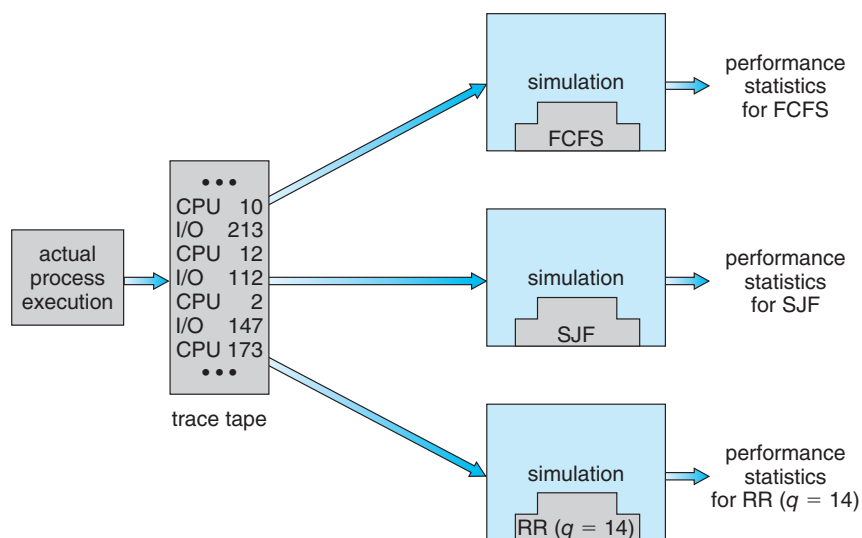 actual
process
execution
• • •
CPU 10
I/O 213
CPU 12
I/O 112
CPU 2
I/O 147
CPU 173
• • •
trace tape
simulation
FCFS
performance
statistics
for FCFS
simulation
SJF
performance
statistics
for SJF
simulation
RR (q = 14)
performance
statistics
for RR (q = 14)